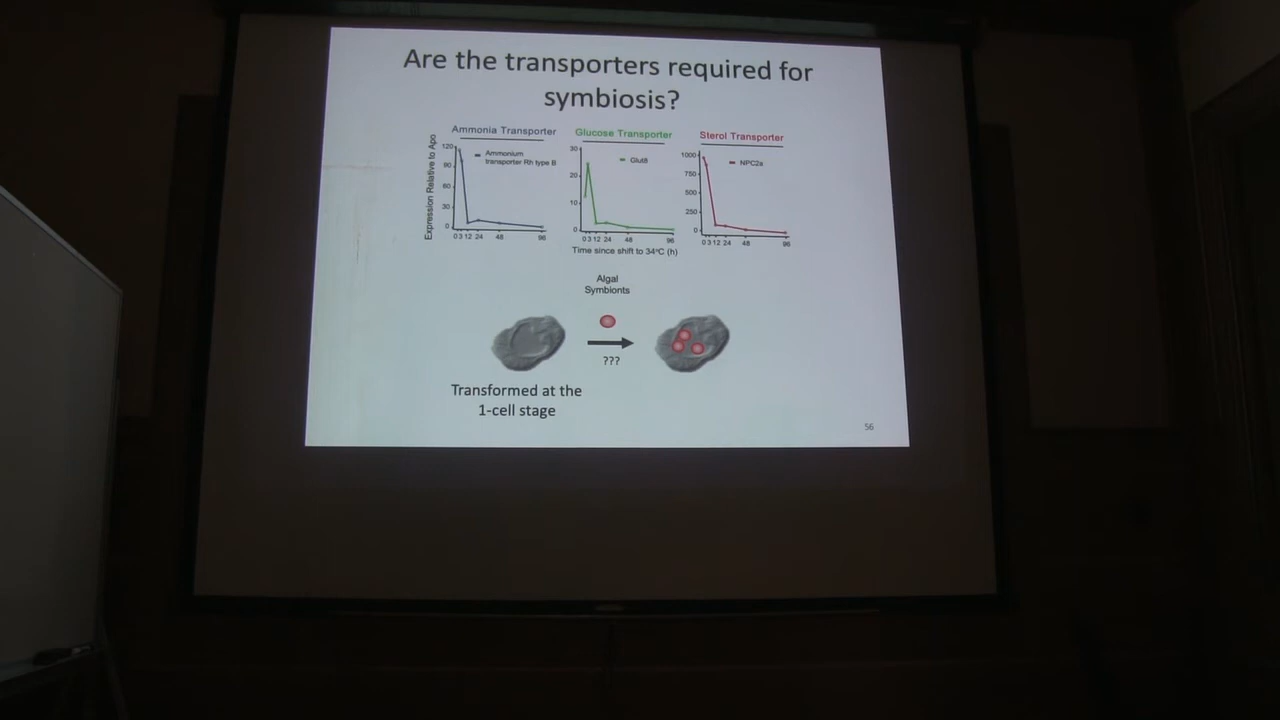 Are the transporters required for
symbiosis?
Ammonia Transporter
Glucose Transporter
Sterol Transporter
Expression Relative to Apo
120
80
60
30
0
Ammonium
transporter Rh type B
0 3 12 24 48 96
30
20
10
0
Glut8
0 3 12 24 48 96
Time since shift to 34°C (h)
1000
750
500
250
0
NPC2a
0 3 12 24 48 96
Algal
Symbionts
???
Transformed at the
1-cell stage
56